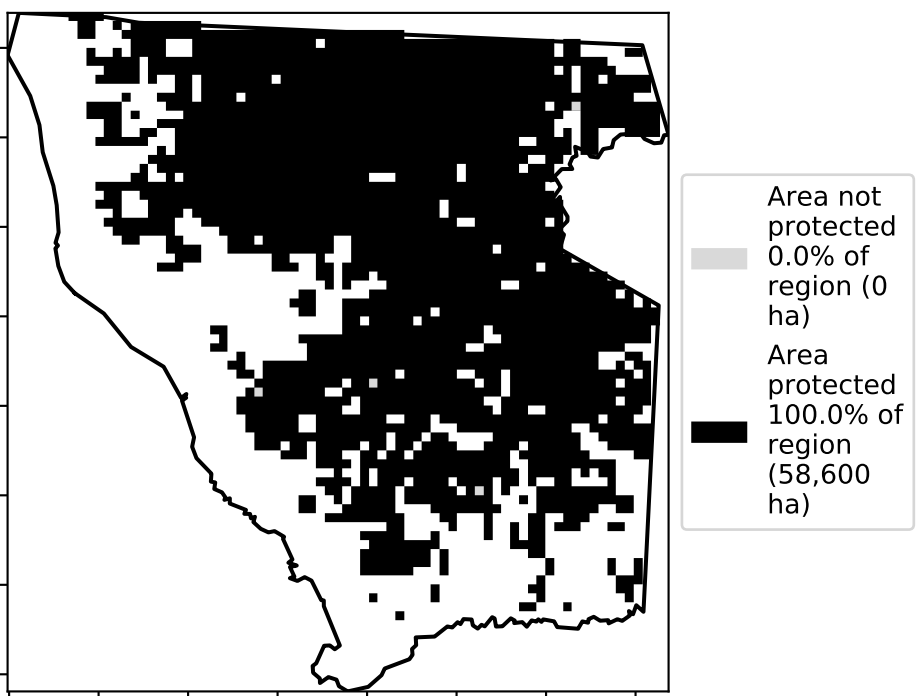 Area not
protected
0.0% of
region (0
ha)
Area
protected
100.0% of
region
(58,600
ha)